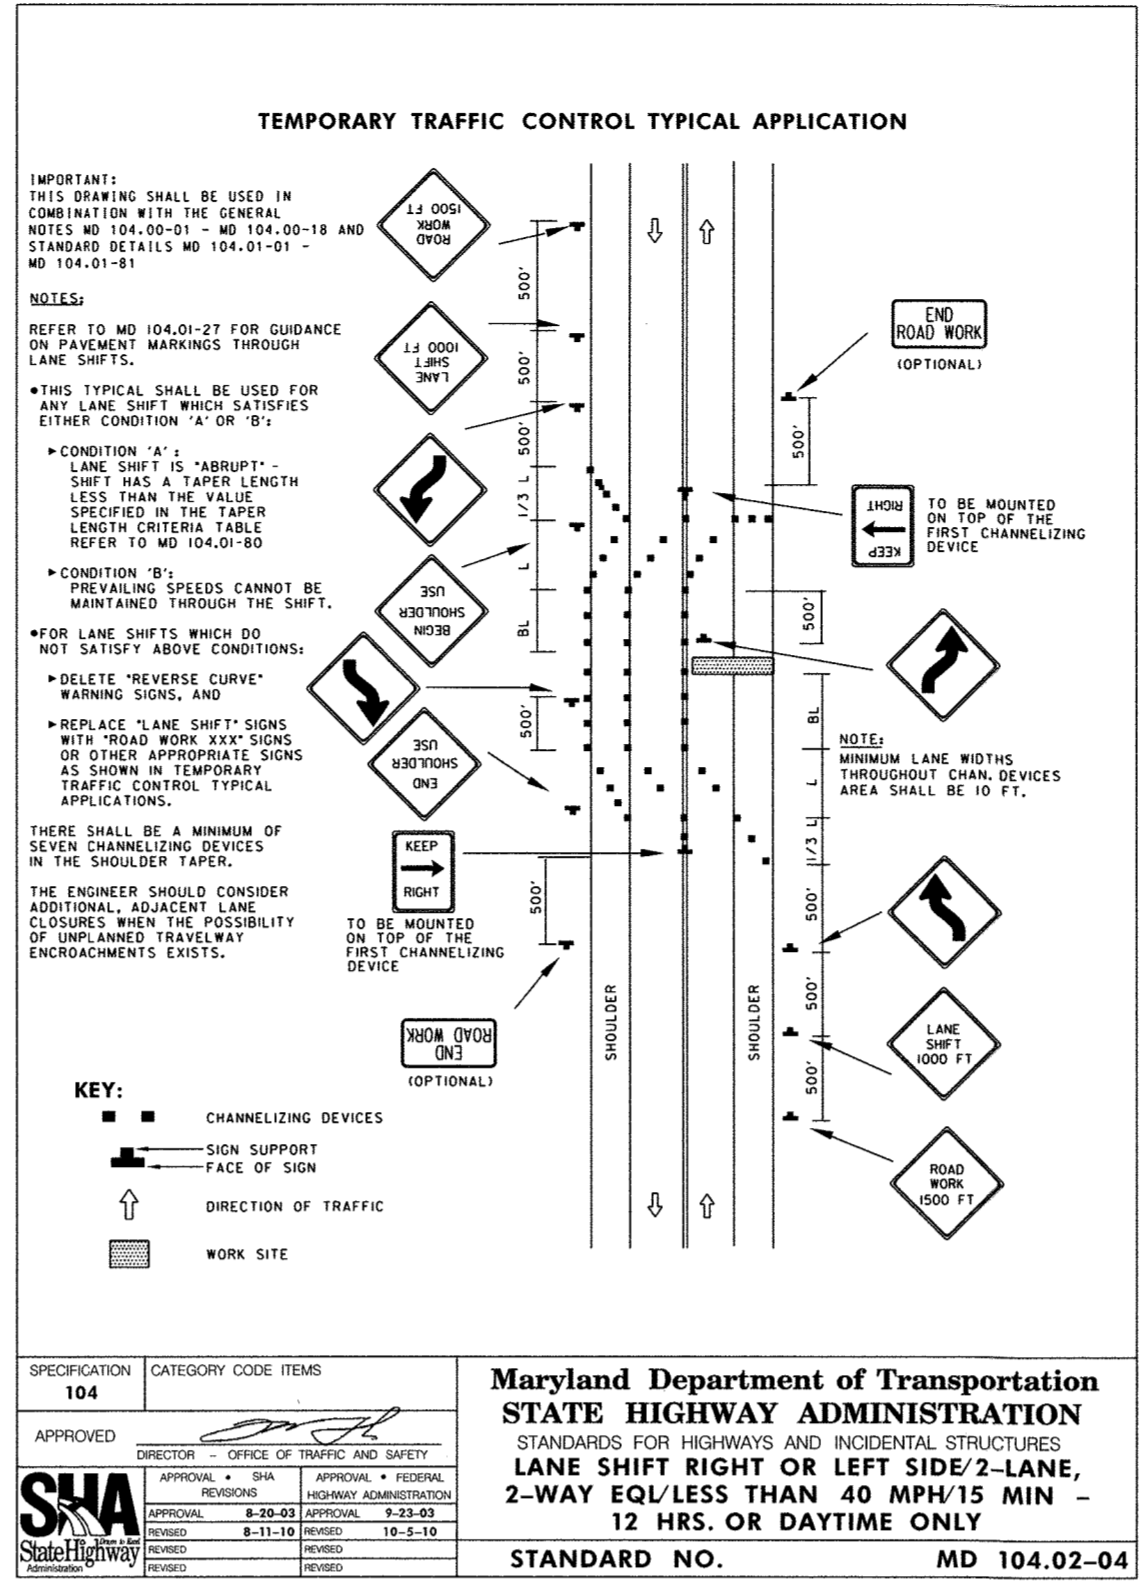 TEMPORARY TRAFFIC CONTROL TYPICAL APPLICATION
IMPORTANT:
THIS DRAWING SHALL BE USED IN
COMBINATION WITH THE GENERAL
NOTES MD 104.00-01 - MD 104.00-18 AND
STANDARD DETAILS MD 104.01-01 -
MD 104.01-81
NOTES:
REFER TO MD 104.01-27 FOR GUIDANCE
ON PAVEMENT MARKINGS THROUGH
LANE SHIFTS.
•THIS TYPICAL SHALL BE USED FOR
ANY LANE SHIFT WHICH SATISFIES
EITHER CONDITION 'A' OR 'B':
►CONDITION 'A':
LANE SHIFT IS "ABRUPT" -
SHIFT HAS A TAPER LENGTH
LESS THAN THE VALUE
SPECIFIED IN THE TAPER
LENGTH CRITERIA TABLE
REFER TO MD 104.01-80
►CONDITION 'B':
PREVAILING SPEEDS CANNOT BE
MAINTAINED THROUGH THE SHIFT.
•FOR LANE SHIFTS WHICH DO
NOT SATISFY ABOVE CONDITIONS:
►DELETE "REVERSE CURVE"
WARNING SIGNS, AND
►REPLACE "LANE SHIFT" SIGNS
WITH "ROAD WORK XXX" SIGNS
OR OTHER APPROPRIATE SIGNS
AS SHOWN IN TEMPORARY
TRAFFIC CONTROL TYPICAL
APPLICATIONS.
THERE SHALL BE A MINIMUM OF
SEVEN CHANNELIZING DEVICES
IN THE SHOULDER TAPER.
THE ENGINEER SHOULD CONSIDER
ADDITIONAL, ADJACENT LANE
CLOSURES WHEN THE POSSIBILITY
OF UNPLANNED TRAVELWAY
ENCROACHMENTS EXISTS.
ROAD
WORK
1500 FT
LANE
SHIFT
1000 FT
BEGIN
SHOULDER
USE
END
SHOULDER
USE
KEEP
RIGHT
TO BE MOUNTED
ON TOP OF THE
FIRST CHANNELIZING
DEVICE
END
ROAD WORK
(OPTIONAL)
500'
500'
500'
1/3 L
L
BL
500'
500'
SHOULDER
SHOULDER
END
ROAD WORK
(OPTIONAL)
500'
KEEP
RIGHT
TO BE MOUNTED
ON TOP OF THE
FIRST CHANNELIZING
DEVICE
500'
BL
L
1/3 L
500'
500'
500'
NOTE:
MINIMUM LANE WIDTHS
THROUGHOUT CHAN. DEVICES
AREA SHALL BE 10 FT.
LANE
SHIFT
1000 FT
ROAD
WORK
1500 FT
KEY:
CHANNELIZING DEVICES
SIGN SUPPORT
FACE OF SIGN
DIRECTION OF TRAFFIC
WORK SITE
SPECIFICATION
104
CATEGORY CODE ITEMS
APPROVED
DIRECTOR - OFFICE OF TRAFFIC AND SAFETY
SHA
Driven to Excel
State Highway
Administration
APPROVAL • SHA
REVISIONS
APPROVAL • FEDERAL
HIGHWAY ADMINISTRATION
APPROVAL 8-20-03 APPROVAL 9-23-03
REVISED 8-11-10 REVISED 10-5-10
REVISED REVISED
REVISED REVISED
Maryland Department of Transportation
STATE HIGHWAY ADMINISTRATION
STANDARDS FOR HIGHWAYS AND INCIDENTAL STRUCTURES
LANE SHIFT RIGHT OR LEFT SIDE/2-LANE,
2-WAY EQL/LESS THAN 40 MPH/15 MIN -
12 HRS. OR DAYTIME ONLY
STANDARD NO. MD 104.02-04